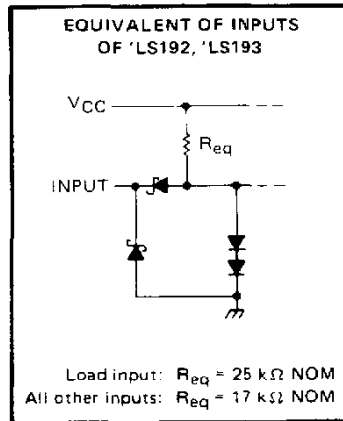 EQUIVALENT OF INPUTS
OF 'LS192, 'LS193
VCC
Req
INPUT
Load input: Req = 25 kΩ NOM
All other inputs: Req = 17 kΩ NOM